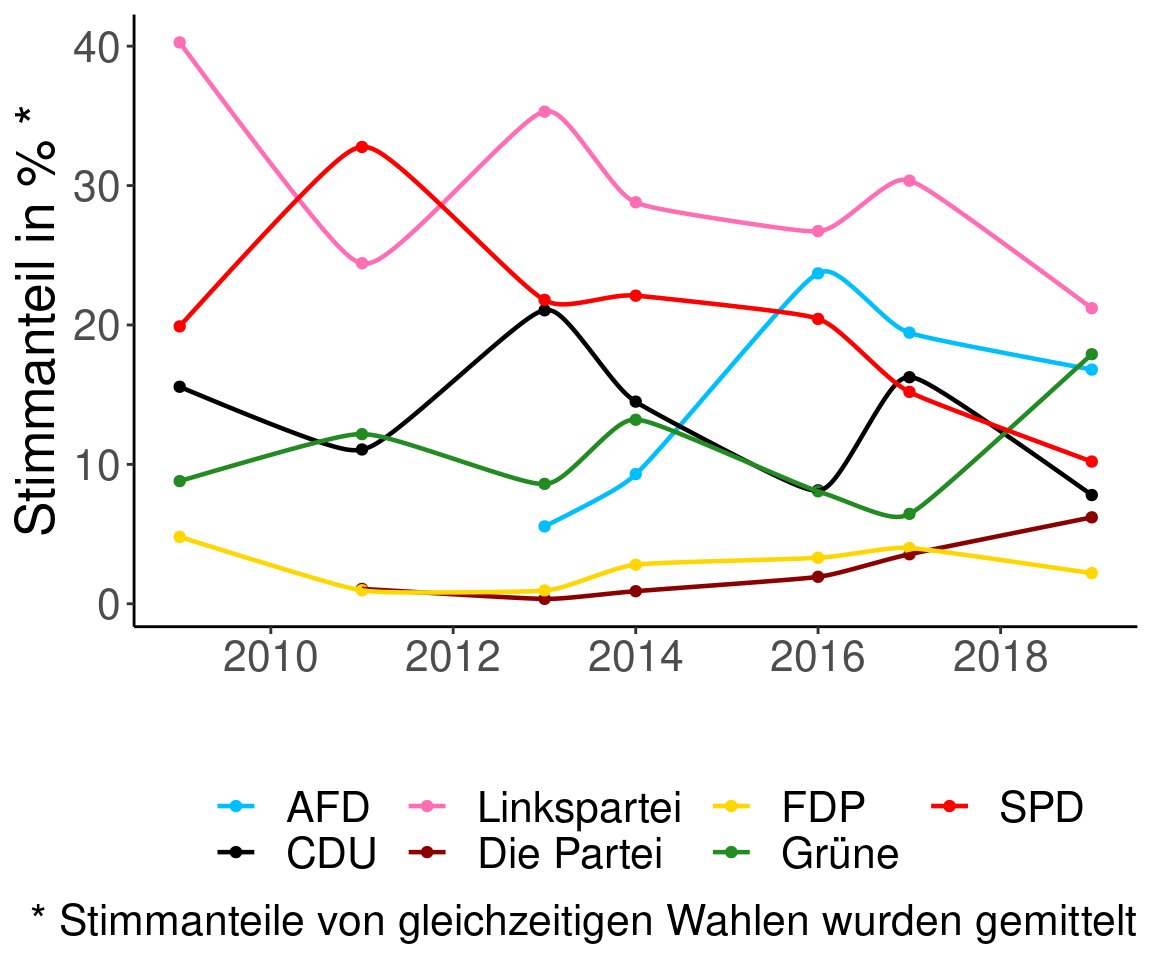 Stimmanteil in % *
40
30
20
10
0
2010 2012 2014 2016 2018
AFD Linkspartei FDP SPD
CDU Die Partei Grüne
* Stimmanteile von gleichzeitigen Wahlen wurden gemittelt